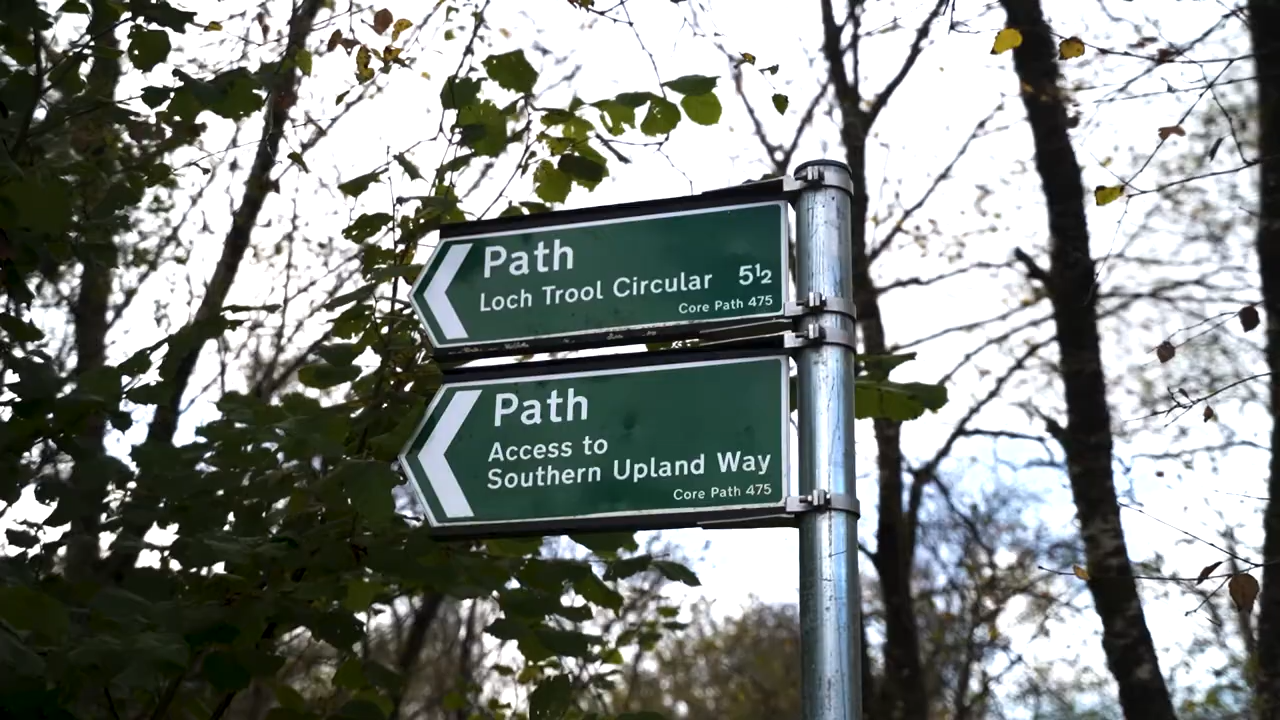 Path
Loch Trool Circular 5½
Core Path 475
Path
Access to
Southern Upland Way
Core Path 475